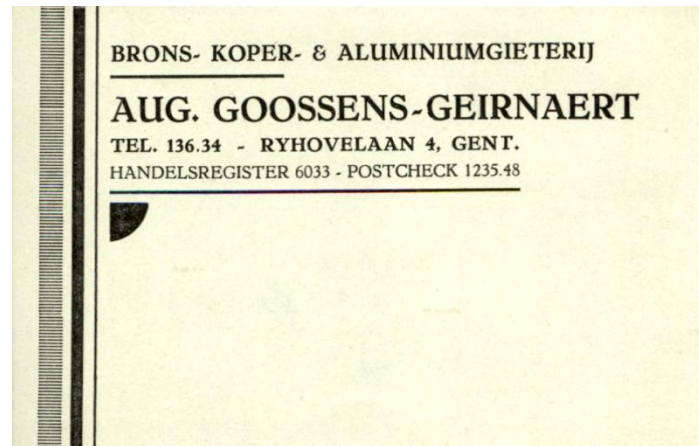 BRONS- KOPER- & ALUMINIUMGIETERIJ
AUG. GOOSSENS-GEIRNAERT
TEL. 136.34 - RYHOVELAAN 4, GENT.
HANDELSREGISTER 6033 - POSTCHECK 1235.48